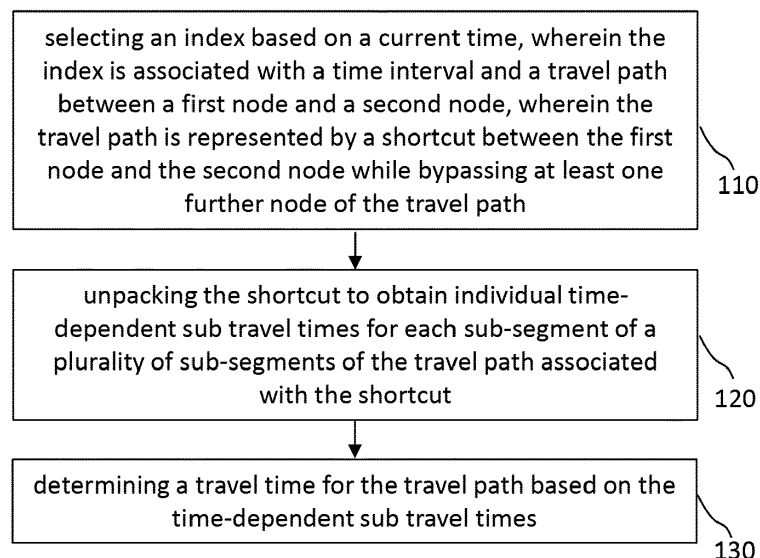 selecting an index based on a current time, wherein the
index is associated with a time interval and a travel path
between a first node and a second node, wherein the
travel path is represented by a shortcut between the first
node and the second node while bypassing at least one
further node of the travel path
110
unpacking the shortcut to obtain individual time-
dependent sub travel times for each sub-segment of a
plurality of sub-segments of the travel path associated
with the shortcut
120
determining a travel time for the travel path based on the
time-dependent sub travel times
130